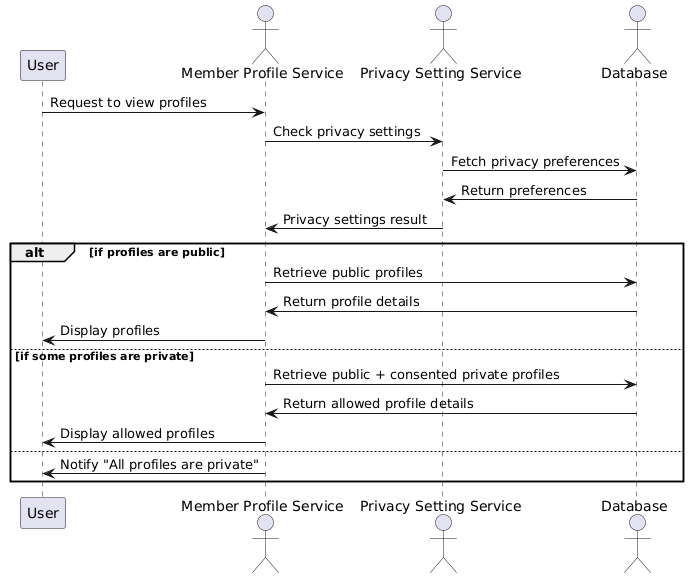 User
Member Profile Service
Privacy Setting Service
Database
Request to view profiles
Check privacy settings
Fetch privacy preferences
Return preferences
Privacy settings result
alt
[if profiles are public]
Retrieve public profiles
Return profile details
Display profiles
[if some profiles are private]
Retrieve public + consented private profiles
Return allowed profile details
Display allowed profiles
Notify "All profiles are private"
User
Member Profile Service
Privacy Setting Service
Database